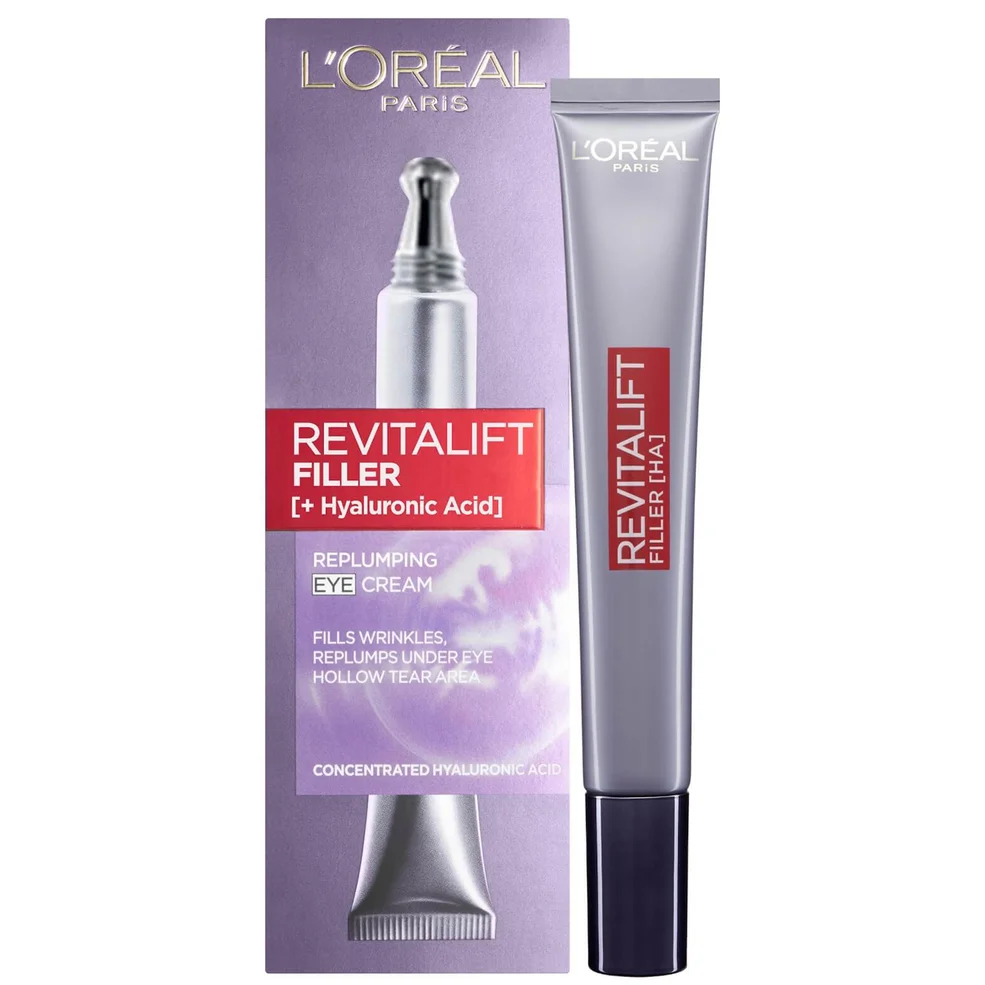 L'ORÉAL
PARIS
REVITALIFT
FILLER
[+ Hyaluronic Acid]
REPLUMPING
EYE CREAM
FILLS WRINKLES,
REPLUMPS UNDER EYE
HOLLOW TEAR AREA
CONCENTRATED HYALURONIC ACID
L'ORÉAL
PARIS
REVITALIFT
FILLER [HA]